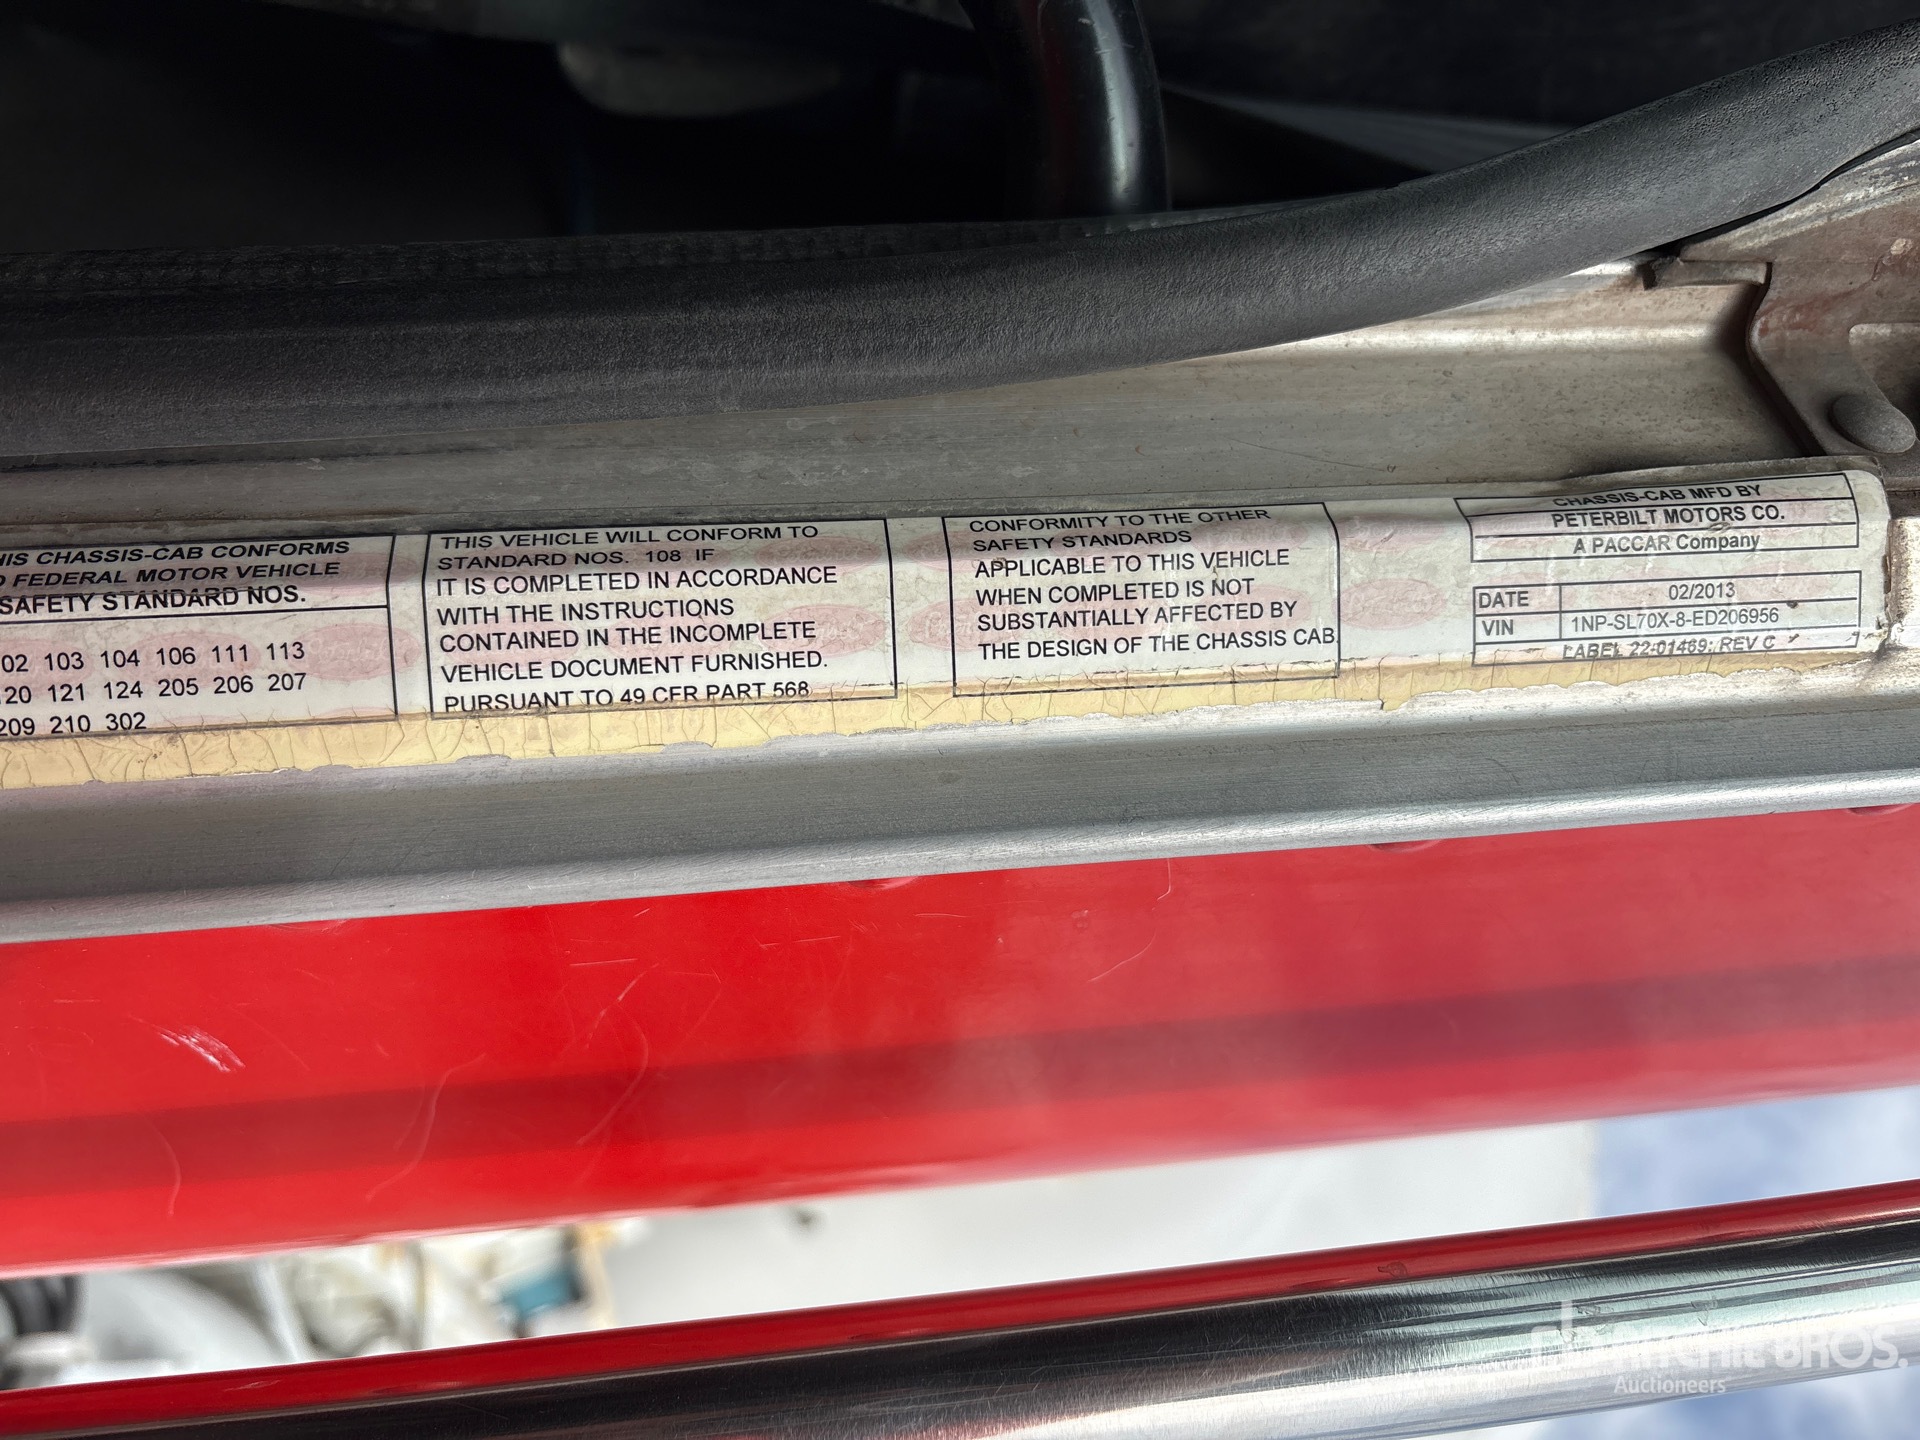 HIS CHASSIS-CAB CONFORMS
O FEDERAL MOTOR VEHICLE
SAFETY STANDARD NOS.
02 103 104 106 111 113
20 121 124 205 206 207
209 210 302
THIS VEHICLE WILL CONFORM TO
STANDARD NOS. 108 IF
IT IS COMPLETED IN ACCORDANCE
WITH THE INSTRUCTIONS
CONTAINED IN THE INCOMPLETE
VEHICLE DOCUMENT FURNISHED.
PURSUANT TO 49 CFR PART 568
CONFORMITY TO THE OTHER
SAFETY STANDARDS
APPLICABLE TO THIS VEHICLE
WHEN COMPLETED IS NOT
SUBSTANTIALLY AFFECTED BY
THE DESIGN OF THE CHASSIS CAB
CHASSIS-CAB MFD BY
PETERBILT MOTORS CO.
A PACCAR Company
DATE 02/2013
VIN 1NP-SL70X-8-ED206956
LABEL 22-01469: REV C
RITCHIE BROS.
Auctioneers